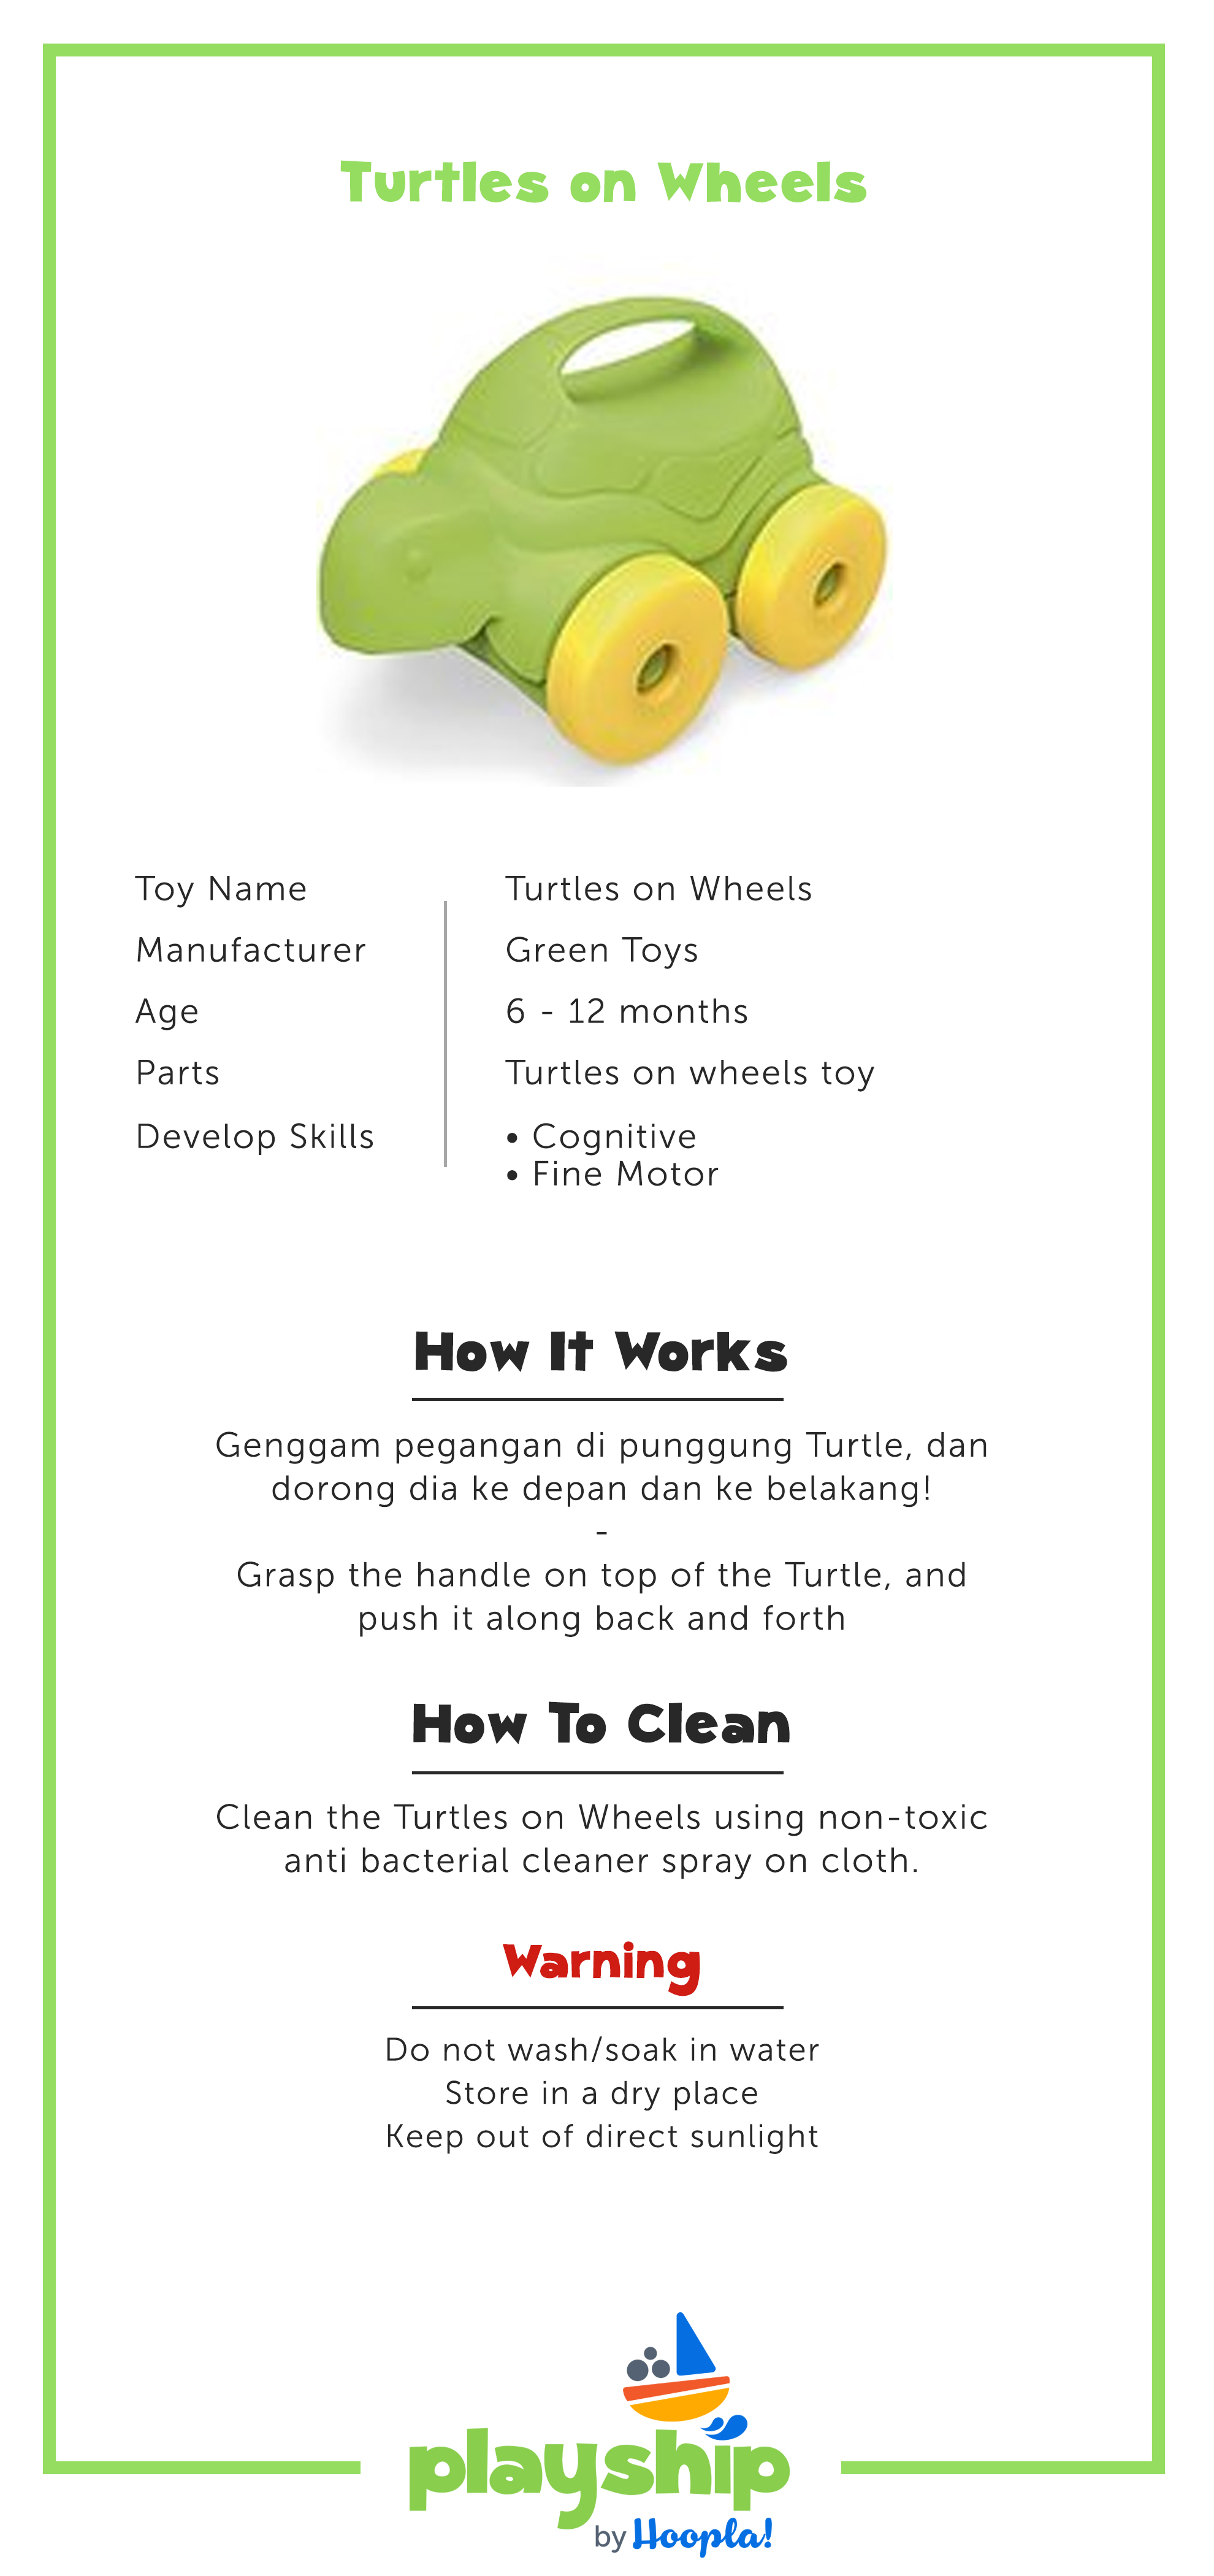 Turtles on Wheels
Toy Name Turtles on Wheels
Manufacturer Green Toys
Age 6 - 12 months
Parts Turtles on wheels toy
Develop Skills • Cognitive
• Fine Motor
How It Works
Genggam pegangan di punggung Turtle, dan
dorong dia ke depan dan ke belakang!
-
Grasp the handle on top of the Turtle, and
push it along back and forth
How To Clean
Clean the Turtles on Wheels using non-toxic
anti bacterial cleaner spray on cloth.
Warning
Do not wash/soak in water
Store in a dry place
Keep out of direct sunlight
playship
by Hoopla!